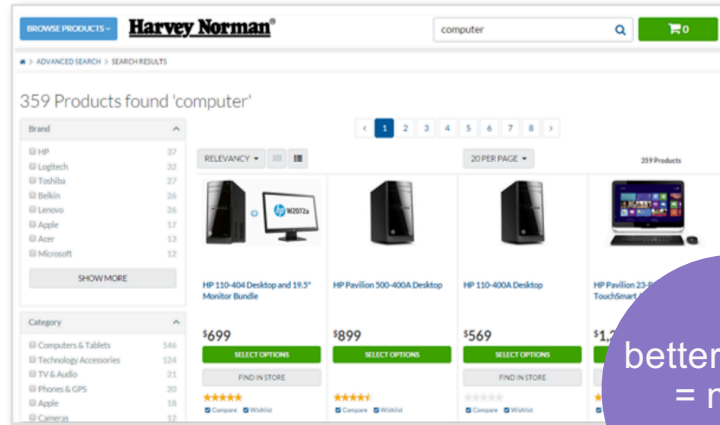 BROWSE PRODUCTS
Harvey Norman®
computer
0
> ADVANCED SEARCH > SEARCH RESULTS
359 Products found 'computer'
Brand
HP 37
Logitech 32
Toshiba 27
Belkin 26
Lenovo 26
Apple 17
Acer 13
Microsoft 12
SHOW MORE
Category
Computers & Tablets 146
Technology Accessories 124
TV & Audio 21
Phones & GPS 20
Apple 18
Cameras 12
< 1 2 3 4 5 6 7 8 >
RELEVANCY
20 PER PAGE
359 Products
W2072a
HP 110-404 Desktop and 19.5"
Monitor Bundle
$699
SELECT OPTIONS
FIND IN STORE
Compare Wishlist
HP Pavilion 500-400A Desktop
$899
SELECT OPTIONS
Compare Wishlist
HP 110-400A Desktop
$569
SELECT OPTIONS
FIND IN STORE
Compare Wishlist
HP Pavilion 23-
TouchSmart
$1,
better
=